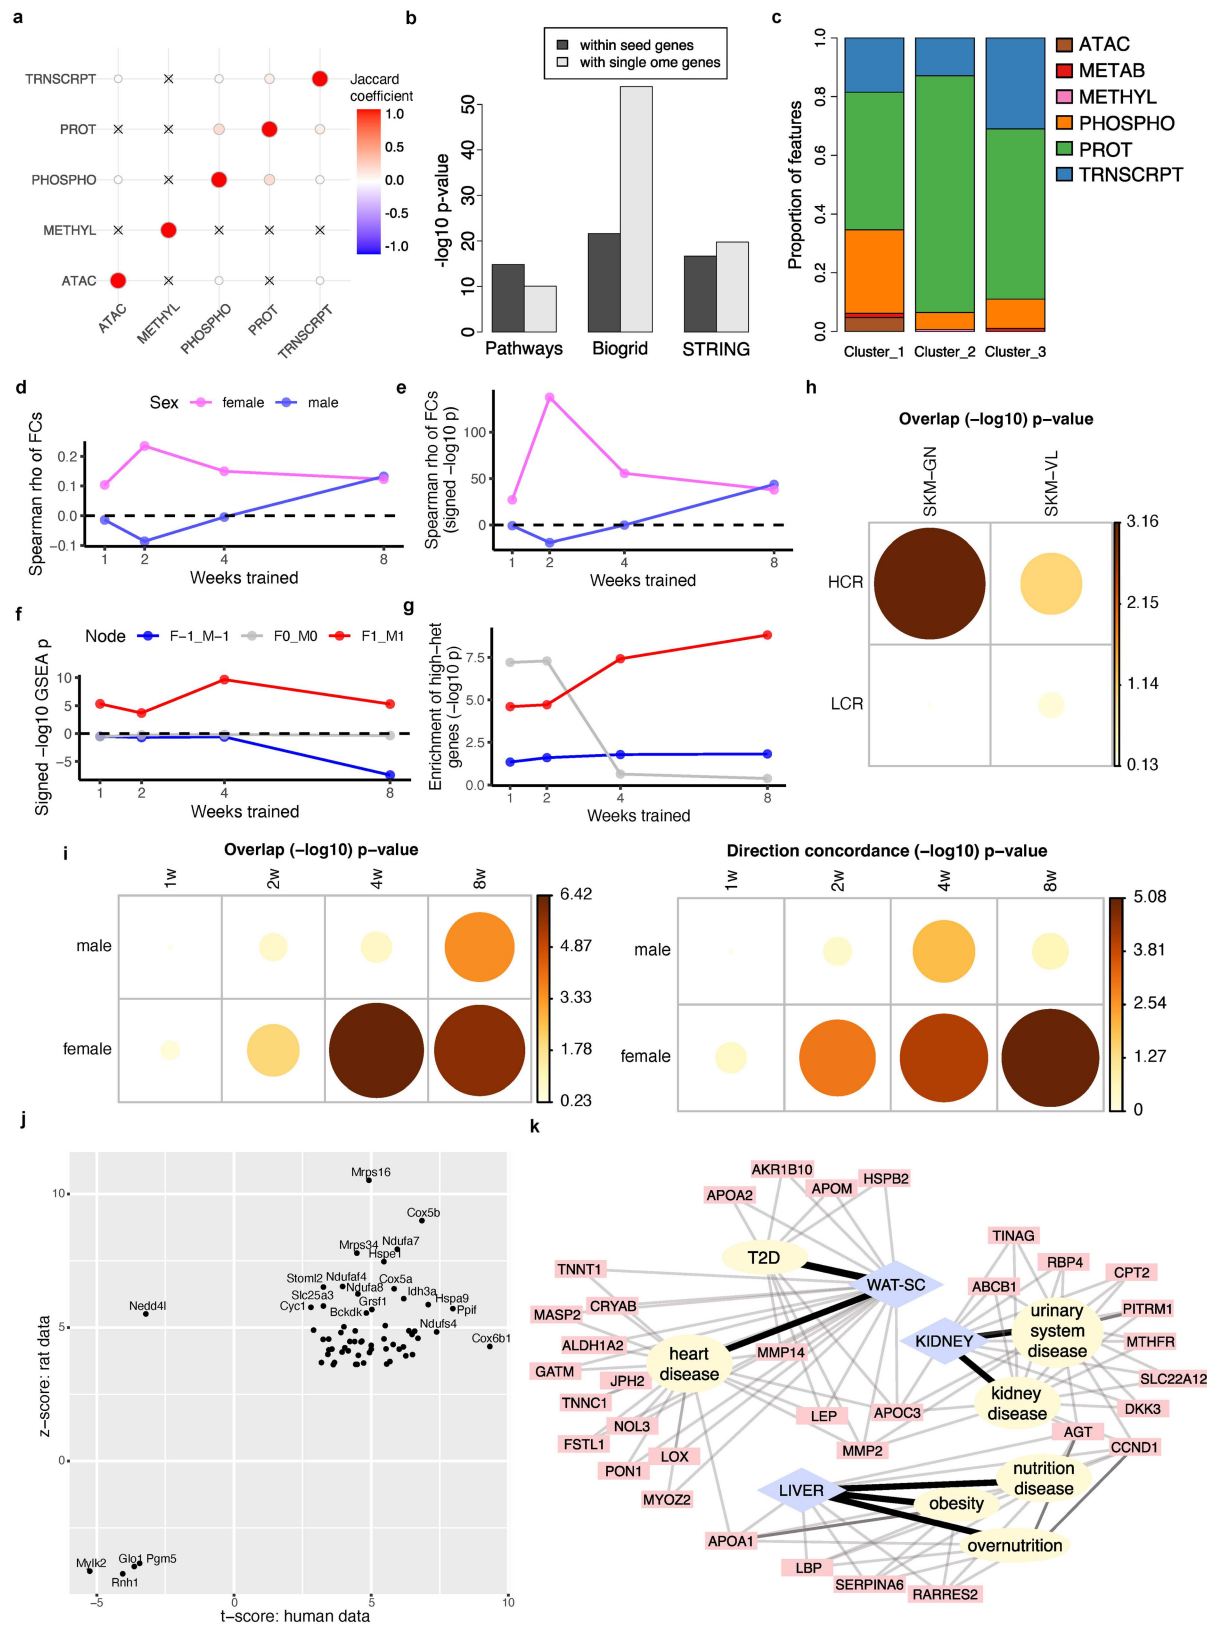 a
TRNSCRPT
PROT
PHOSPHO
METHYL
ATAC
ATAC
METHYL
PHOSPHO
PROT
TRNSCRPT
Jaccard
coefficient
1.0
0.5
0.0
-0.5
-1.0
b
within seed genes
with single ome genes
-log10 p-value
50
40
30
20
10
0
Pathways
Biogrid
STRING
c
Proportion of features
1.0
0.8
0.6
0.4
0.2
0.0
Cluster_1
Cluster_2
Cluster_3
ATAC
METAB
METHYL
PHOSPHO
PROT
TRNSCRPT
d
Sex
female
male
Spearman rho of FCs
0.2
0.1
0.0
−0.1
1
2
4
8
Weeks trained
e
Spearman rho of FCs
(signed −log10 p)
100
50
0
1
2
4
8
Weeks trained
f
Node
F−1_M−1
F0_M0
F1_M1
Signed −log10 GSEA p
10
5
0
−5
1
2
4
8
Weeks trained
g
Enrichment of high−het
genes (−log10 p)
7.5
5.0
2.5
0.0
1
2
4
8
Weeks trained
h
Overlap (−log10) p−value
SKM−GN
SKM−VL
HCR
LCR
3.16
2.15
1.14
0.13
i
Overlap (−log10) p−value
1w
2w
4w
8w
male
female
6.42
4.87
3.33
1.78
0.23
Direction concordance (−log10) p−value
1w
2w
4w
8w
male
female
5.08
3.81
2.54
1.27
0
j
z−score: rat data
10
5
0
−5
0
5
10
t−score: human data
Mrps16
Cox5b
Ndufa7
Mrps34
Hspe1
Stoml2
Ndufaf4
Cox5a
Ndufa8
Idh3a
Slc25a3
Hspa9
Cyc1
Grsf1
Bckdk
Ppif
Ndufs4
Cox6b1
Nedd4l
Mylk2
Glo1
Pgm5
Rnh1
k
AKR1B10
APOA2
APOM
HSPB2
T2D
WAT-SC
TNNT1
MASP2
CRYAB
ALDH1A2
GATM
JPH2
TNNC1
NOL3
FSTL1
LOX
PON1
MYOZ2
heart
disease
MMP14
LEP
APOC3
MMP2
TINAG
RBP4
ABCB1
CPT2
PITRM1
MTHFR
SLC22A12
DKK3
AGT
CCND1
KIDNEY
urinary
system
disease
kidney
disease
LIVER
nutrition
disease
obesity
overnutrition
APOA1
LBP
SERPINA6
RARRES2